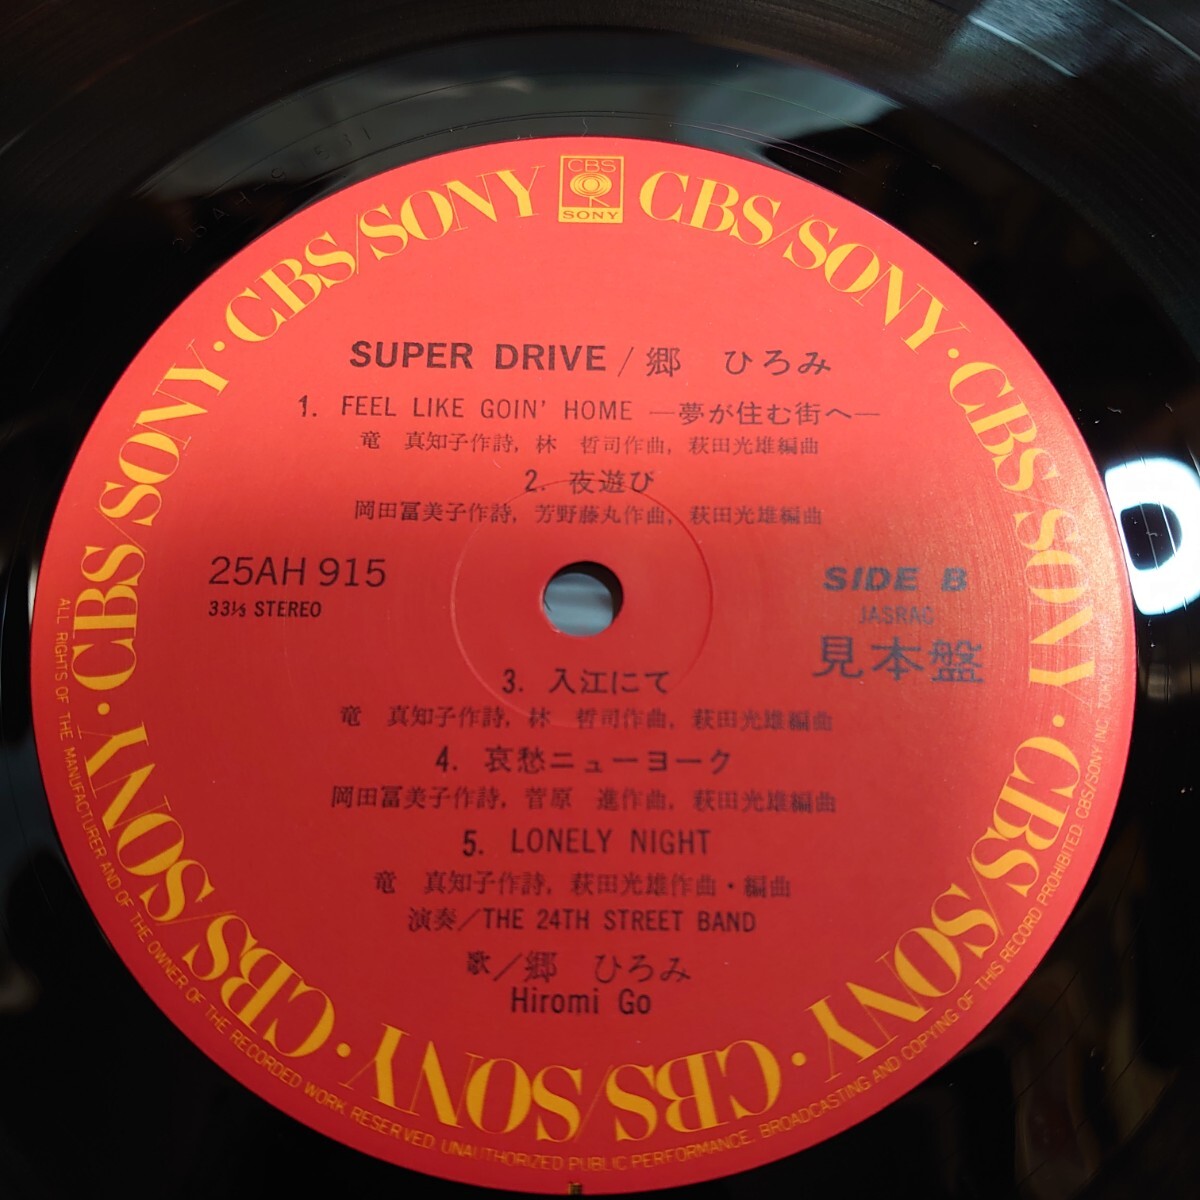 CBS
SONY
CBS/SONY · CBS/SONY · CBS/SONY · CBS/SONY · CBS/SONY · CBS/SONY · CBS/SONY · CBS/SONY · CBS/SONY
SUPER DRIVE / 郷 ひろみ
1. FEEL LIKE GOIN' HOME —夢が住む街へ—
竜 真知子作詩, 林 哲司作曲, 萩田光雄編曲
2. 夜遊び
岡田冨美子作詩, 芳野藤丸作曲, 萩田光雄編曲
25AH 915
33⅓ STEREO
SIDE B
JASRAC
見本盤
3. 入江にて
竜 真知子作詩, 林 哲司作曲, 萩田光雄編曲
4. 哀愁ニューヨーク
岡田冨美子作詩, 菅原 進作曲, 萩田光雄編曲
5. LONELY NIGHT
竜 真知子作詩, 萩田光雄作曲・編曲
演奏/THE 24TH STREET BAND
歌/郷 ひろみ
Hiromi Go
ALL RIGHTS OF THE MANUFACTURER AND OF THE OWNER OF THE RECORDED WORK RESERVED. UNAUTHORIZED PUBLIC PERFORMANCE, BROADCASTING AND COPYING OF THIS RECORD PROHIBITED. CBS/SONY INC. TOKYO